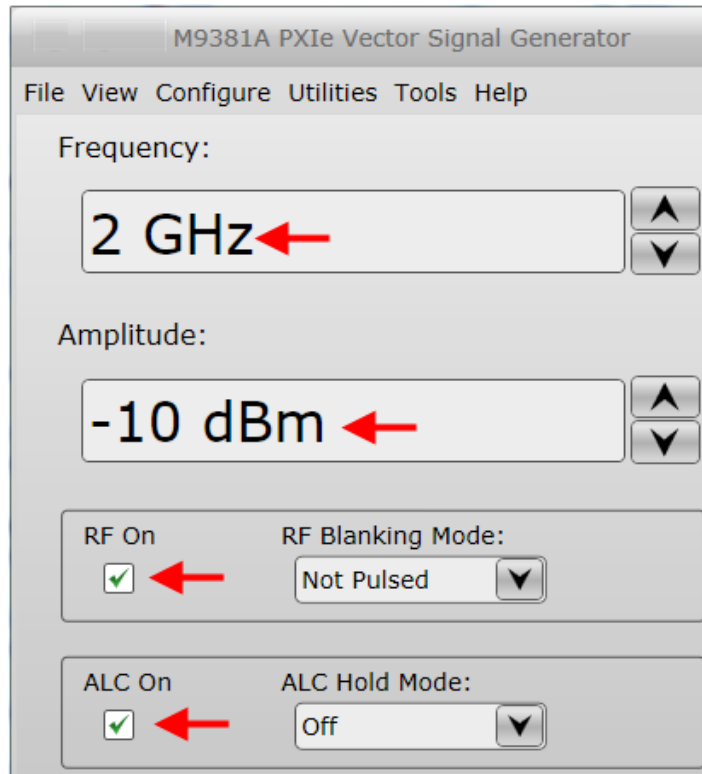 M9381A PXIe Vector Signal Generator
File View Configure Utilities Tools Help
Frequency:
2 GHz
Amplitude:
-10 dBm
RF On RF Blanking Mode:
Not Pulsed
ALC On ALC Hold Mode:
Off